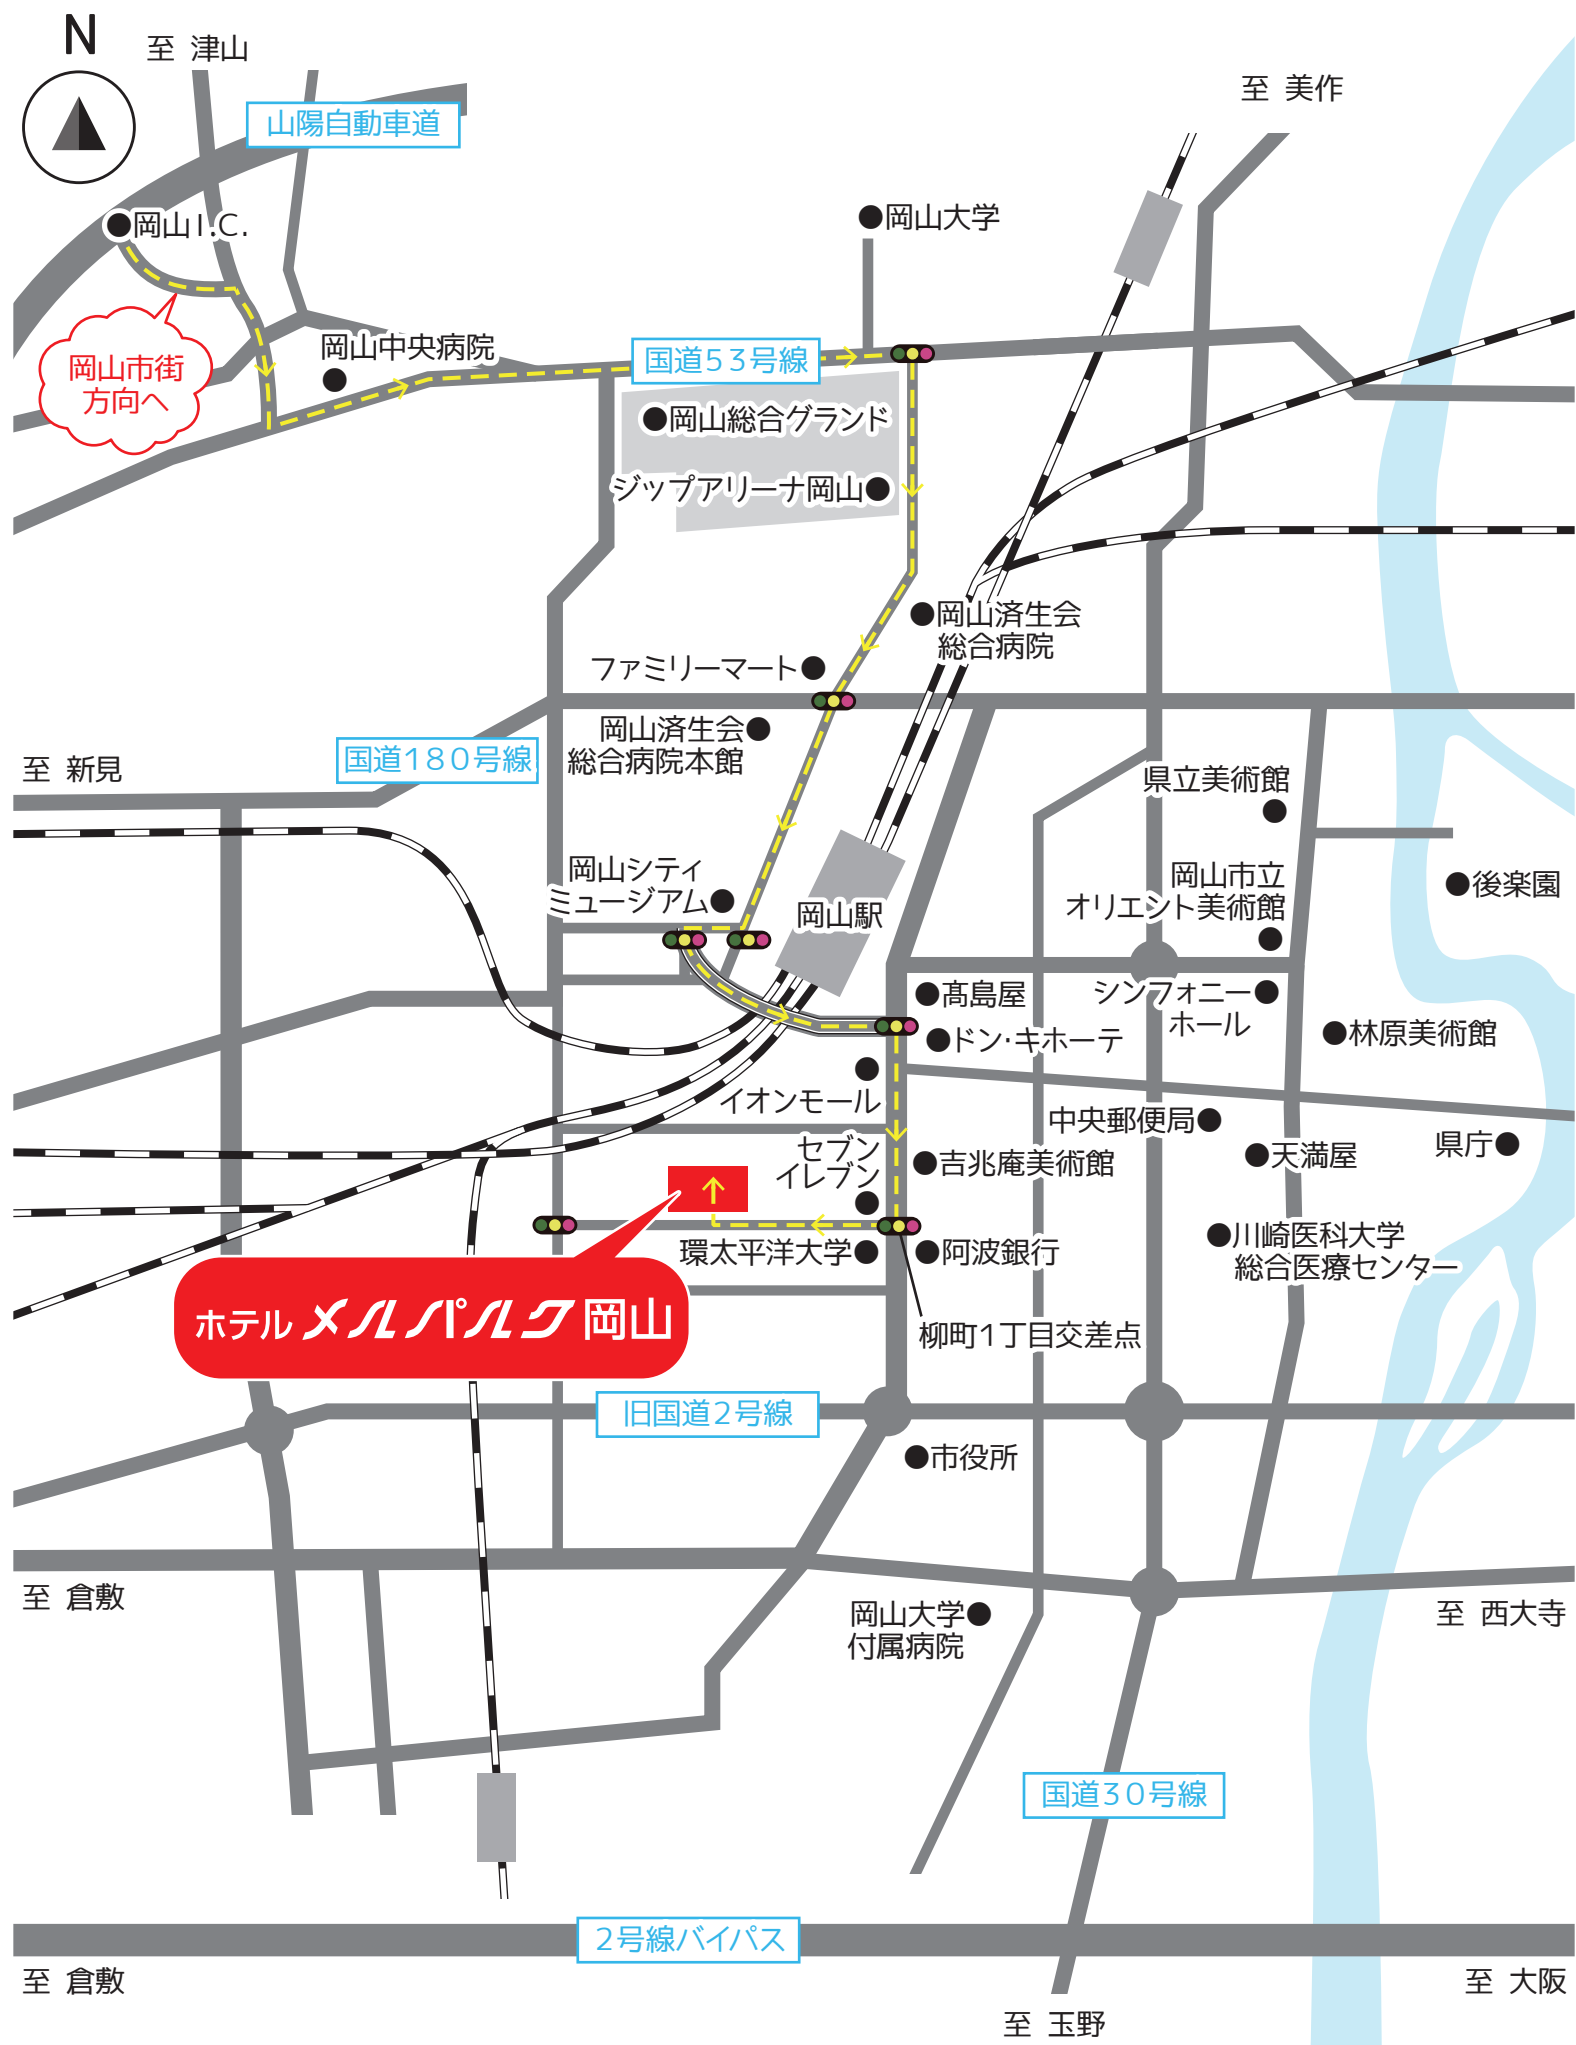 N
至 津山
至 美作
山陽自動車道
岡山I.C.
岡山大学
岡山市街
方向へ
岡山中央病院
国道53号線
岡山総合グランド
ジップアリーナ岡山
岡山済生会
総合病院
ファミリーマート
岡山済生会
総合病院本館
至 新見
国道180号線
県立美術館
岡山シティ
ミュージアム
岡山駅
岡山市立
オリエント美術館
後楽園
髙島屋
シンフォニー
ホール
ドン・キホーテ
林原美術館
イオンモール
中央郵便局
セブン
イレブン
吉兆庵美術館
天満屋
県庁
環太平洋大学
阿波銀行
川崎医科大学
総合医療センター
ホテル メルパルク 岡山
柳町1丁目交差点
旧国道2号線
市役所
至 倉敷
岡山大学
付属病院
至 西大寺
国道30号線
2号線バイパス
至 倉敷
至 大阪
至 玉野